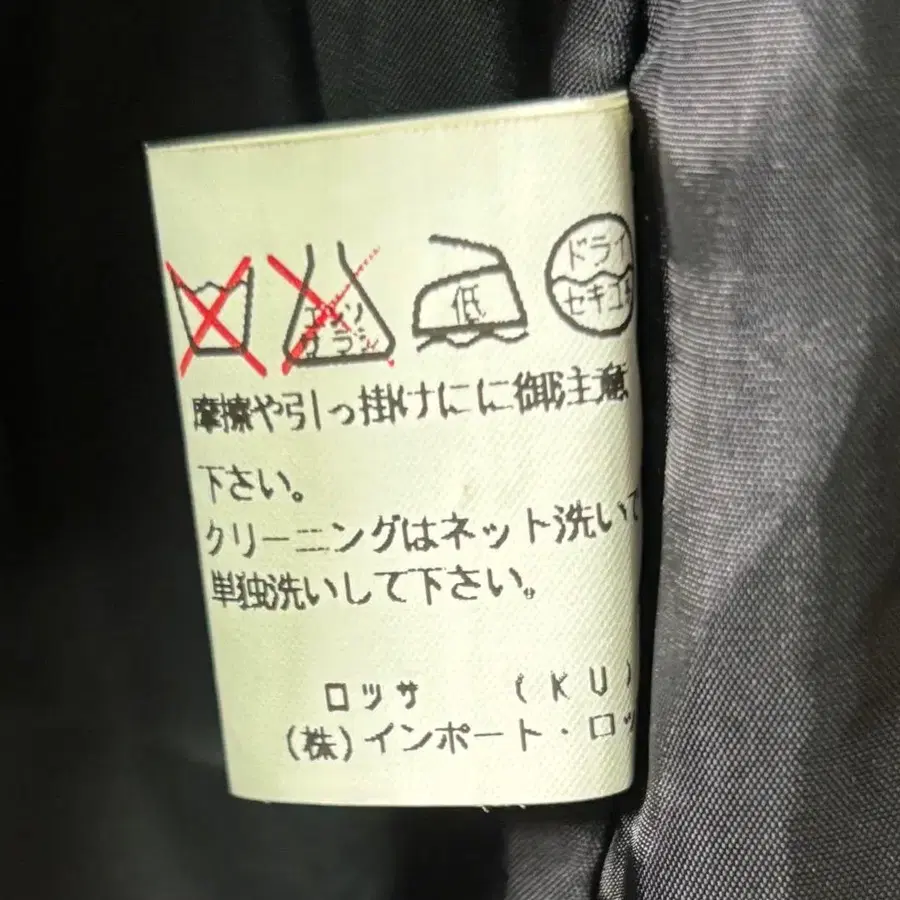 エンソ
サラシ
低
ドライ
セキユ
摩擦や引っ掛けにに御注意
下さい。
クリーニングはネット洗いで
単独洗いして下さい。
ロッサ (KU)
(株)インポート・ロッ